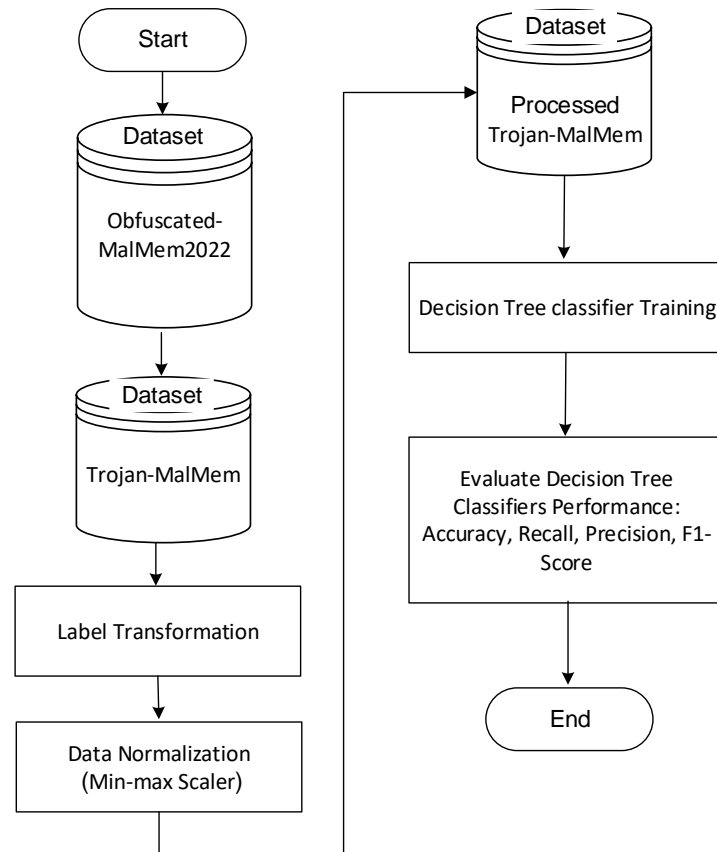 Start
Dataset
Obfuscated-
MalMem2022
Dataset
Trojan-MalMem
Label Transformation
Data Normalization
(Min-max Scaler)
Dataset
Processed
Trojan-MalMem
Decision Tree classifier Training
Evaluate Decision Tree
Classifiers Performance:
Accuracy, Recall, Precision, F1-
Score
End